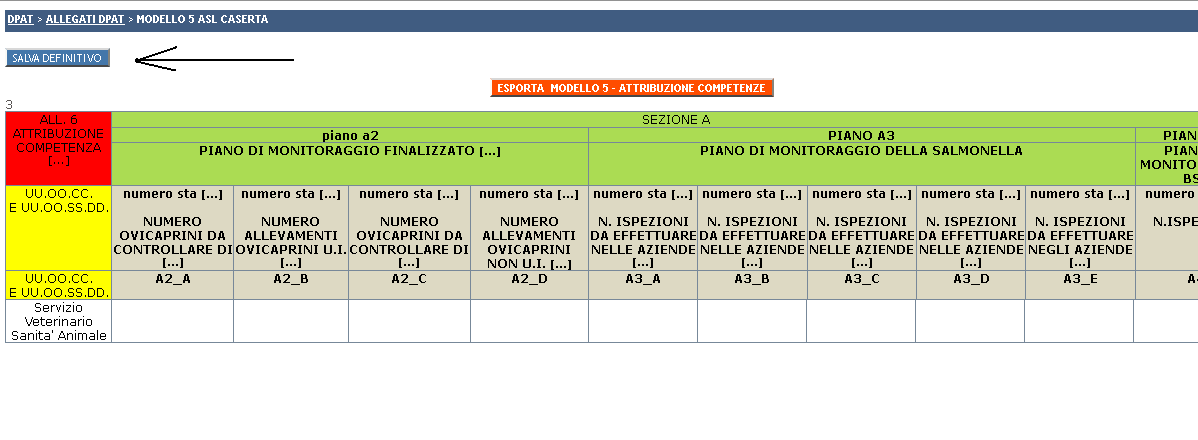 DPAT > ALLEGATI DPAT > MODELLO 5 ASL CASERTA
SALVA DEFINITIVO
ESPORTA MODELLO 5 - ATTRIBUZIONE COMPETENZE
3
ALL. 6
ATTRIBUZIONE
COMPETENZA
[...]
SEZIONE A
piano a2
PIANO A3
PIAN
PIANO DI MONITORAGGIO FINALIZZATO [...]
PIANO DI MONITORAGGIO DELLA SALMONELLA
PIAN
MONITO
BS
UU.OO.CC.
E UU.OO.SS.DD.
numero sta [...]
NUMERO
OVICAPRINI DA
CONTROLLARE DI
[...]
numero sta [...]
NUMERO
ALLEVAMENTI
OVICAPRINI U.I.
[...]
numero sta [...]
NUMERO
OVICAPRINI DA
CONTROLLARE DI
[...]
numero sta [...]
NUMERO
ALLEVAMENTI
OVICAPRINI
NON U.I. [...]
numero sta [...]
N. ISPEZIONI
DA EFFETTUARE
NELLE AZIENDE
[...]
numero sta [...]
N. ISPEZIONI
DA EFFETTUARE
NELLE AZIENDE
[...]
numero sta [...]
N. ISPEZIONI
DA EFFETTUARE
NELLE AZIENDE
[...]
numero sta [...]
N. ISPEZIONI
DA EFFETTUARE
NELLE AZIENDE
[...]
numero sta [...]
N. ISPEZIONI
DA EFFETTUARE
NEGLI AZIENDE
[...]
numero
N.ISPE
UU.OO.CC.
E UU.OO.SS.DD.
A2_A
A2_B
A2_C
A2_D
A3_A
A3_B
A3_C
A3_D
A3_E
Servizio
Veterinario
Sanita' Animale